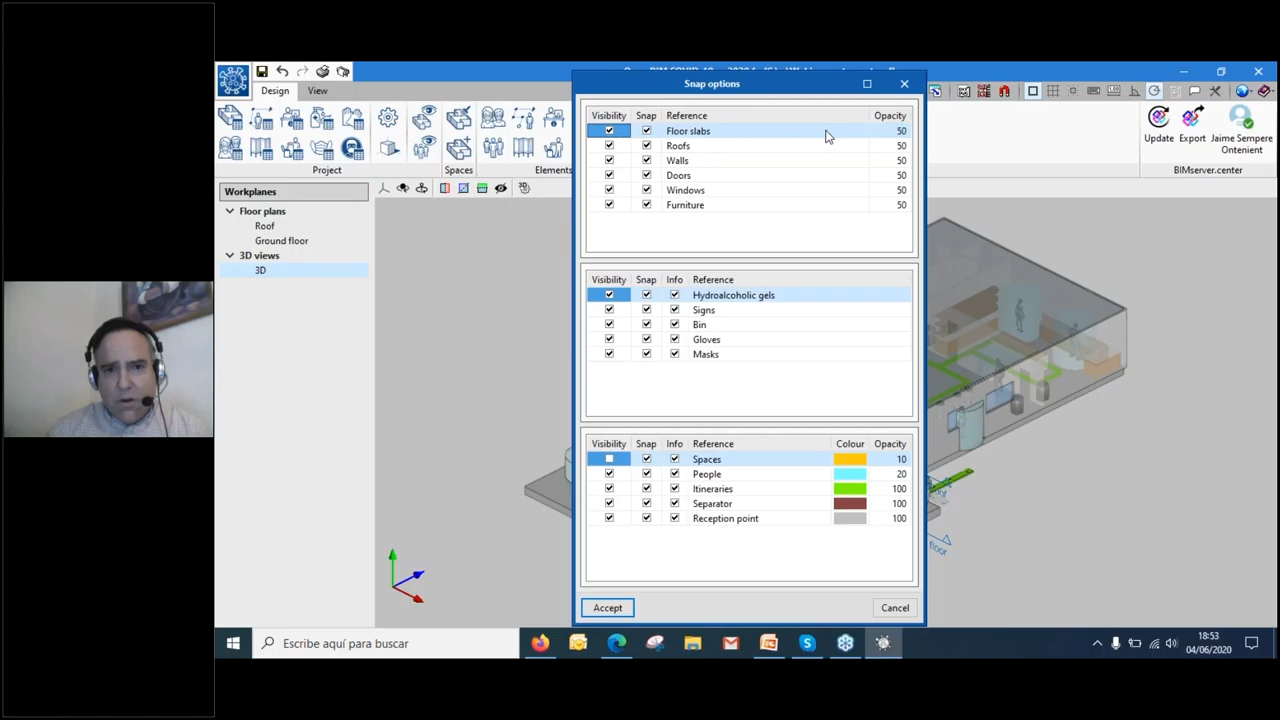 Snap options
Design View
Project
Spaces
Elements
Update Export Jaime Sempere Ontenient
BIMserver.center
Workplanes
Floor plans
Roof
Ground floor
3D views
3D
Visibility Snap Reference Opacity
Floor slabs 50
Roofs 50
Walls 50
Doors 50
Windows 50
Furniture 50
Visibility Snap Info Reference
Hydroalcoholic gels
Signs
Bin
Gloves
Masks
Visibility Snap Info Reference Colour Opacity
Spaces 10
People 20
Itineraries 100
Separator 100
Reception point 100
floor
Accept Cancel
Escribe aquí para buscar
18:53
04/06/2020